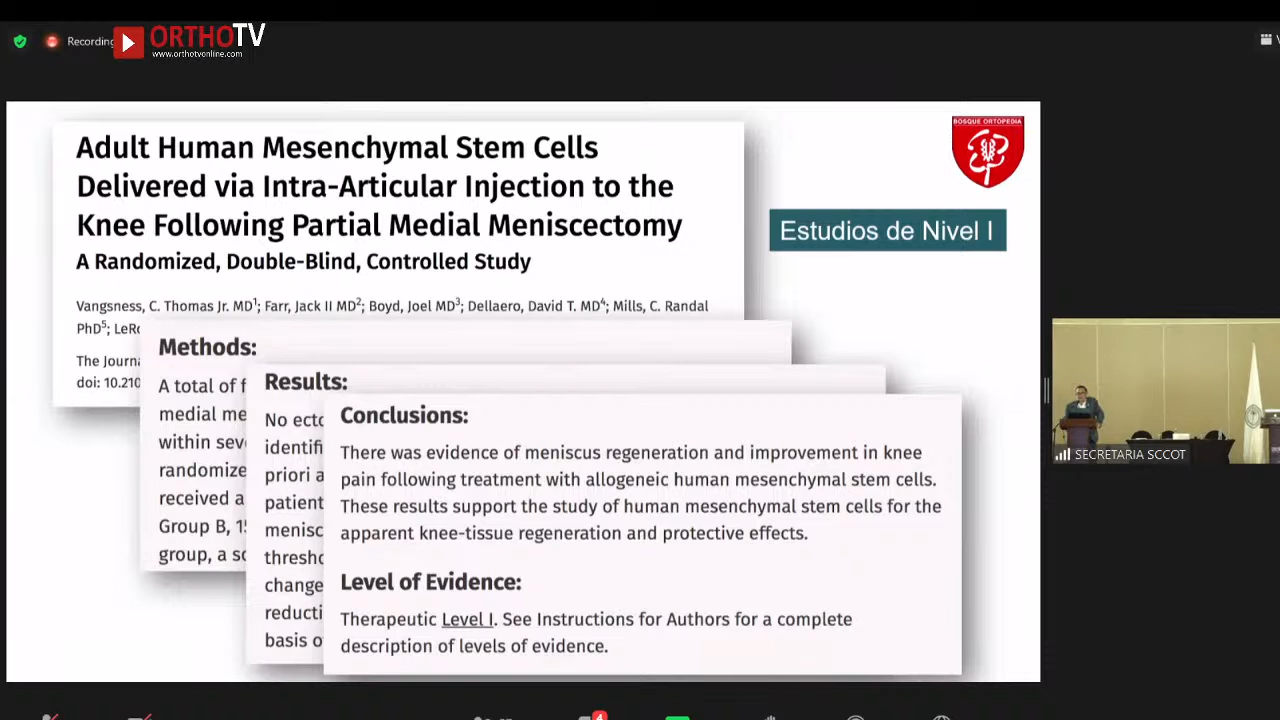 Recording
ORTHOTV
www.orthotvonline.com
Adult Human Mesenchymal Stem Cells
Delivered via Intra-Articular Injection to the
Knee Following Partial Medial Meniscectomy
A Randomized, Double-Blind, Controlled Study
Vangsness, C. Thomas Jr. MD1; Farr, Jack II MD2; Boyd, Joel MD3; Dellaero, David T. MD4; Mills, C. Randal
PhD5; LeRo
The Journa
doi: 10.210
BOSQUE ORTOPEDIA
Estudios de Nivel I
Methods:
A total of f
medial me
within seve
randomize
received a
Group B, 15
group, a so
Results:
No ecto
identifi
priori a
patient
menisc
thresho
change
reducti
basis o
Conclusions:
There was evidence of meniscus regeneration and improvement in knee
pain following treatment with allogeneic human mesenchymal stem cells.
These results support the study of human mesenchymal stem cells for the
apparent knee-tissue regeneration and protective effects.
Level of Evidence:
Therapeutic Level I. See Instructions for Authors for a complete
description of levels of evidence.
SECRETARIA SCCOT
4